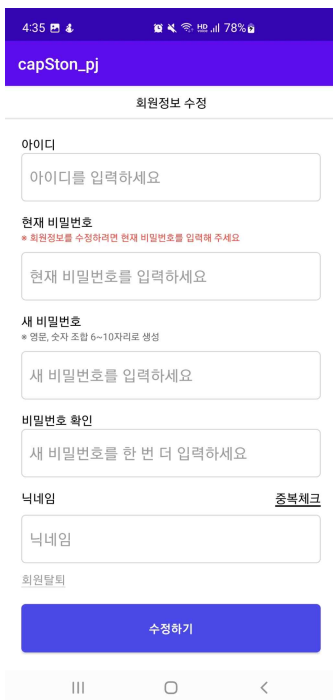 4:35 78%
capSton_pj
회원정보 수정
아이디
아이디를 입력하세요
현재 비밀번호
※ 회원정보를 수정하려면 현재 비밀번호를 입력해 주세요
현재 비밀번호를 입력하세요
새 비밀번호
※ 영문, 숫자 조합 6~10자리로 생성
새 비밀번호를 입력하세요
비밀번호 확인
새 비밀번호를 한 번 더 입력하세요
닉네임 중복체크
닉네임
회원탈퇴
수정하기